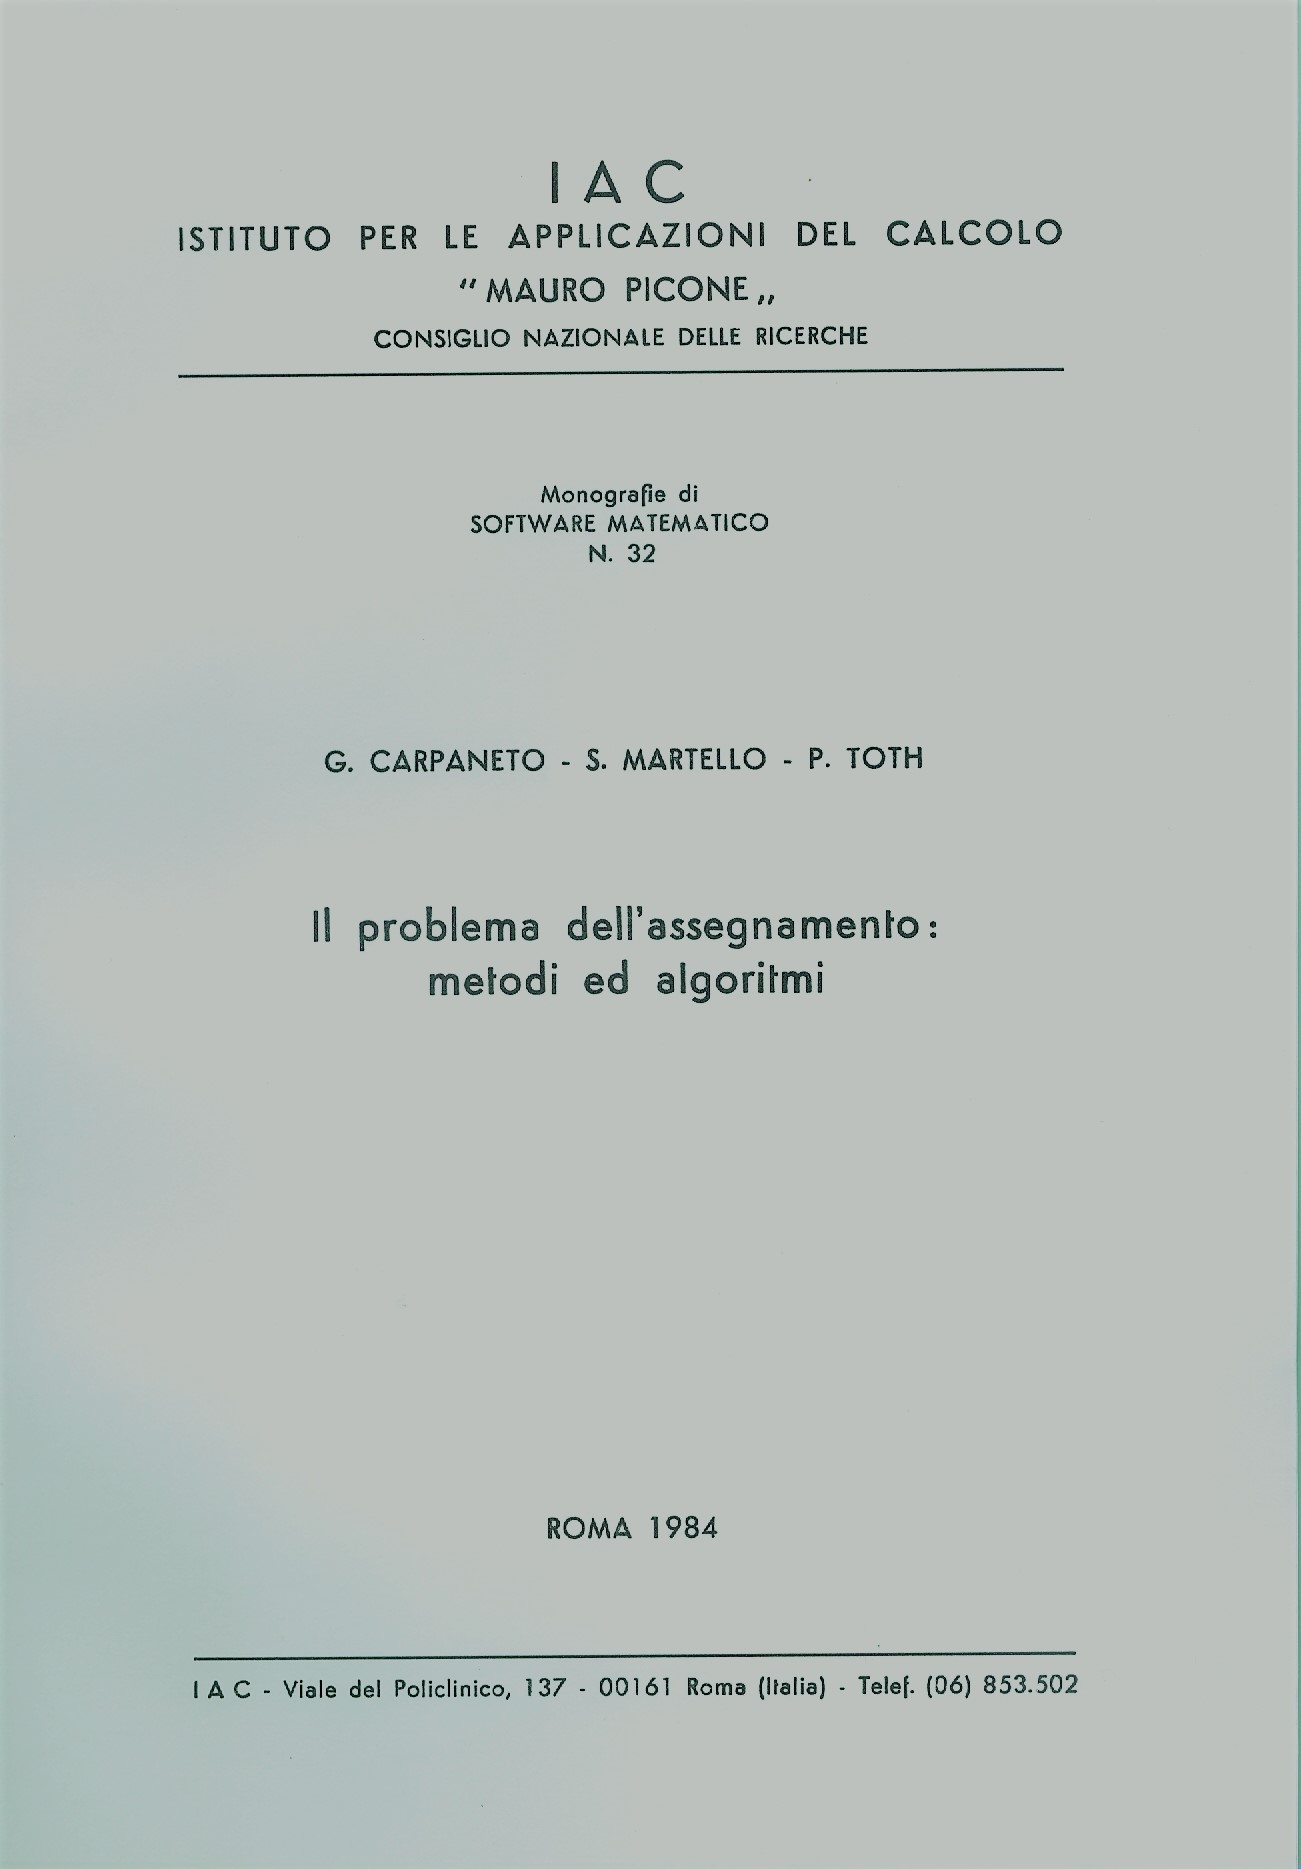 I A C
ISTITUTO PER LE APPLICAZIONI DEL CALCOLO
“ MAURO PICONE „
CONSIGLIO NAZIONALE DELLE RICERCHE
Monografie di
SOFTWARE MATEMATICO
N. 32
G. CARPANETO - S. MARTELLO - P. TOTH
Il problema dell'assegnamento:
metodi ed algoritmi
ROMA 1984
I A C - Viale del Policlinico, 137 - 00161 Roma (Italia) - Telef. (06) 853.502